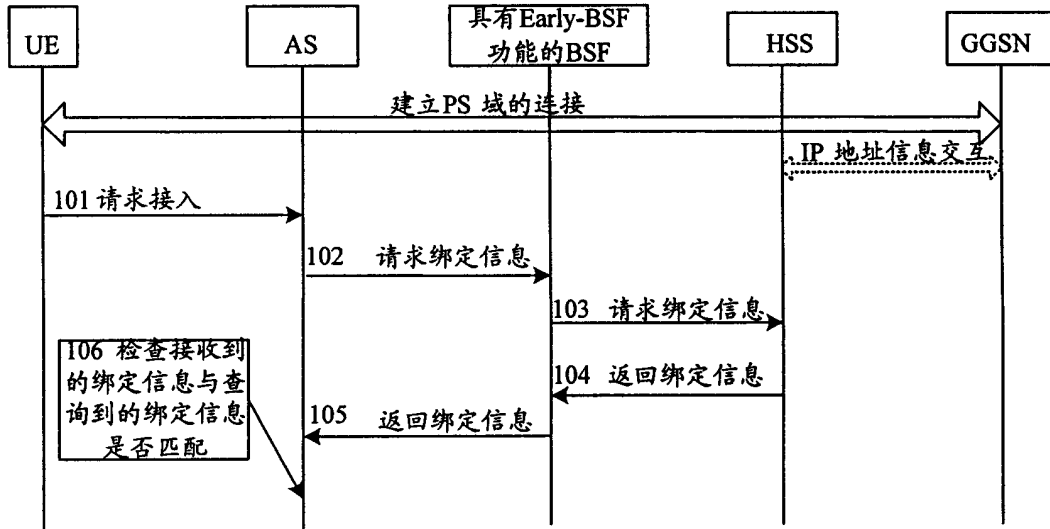 UE
AS
具有Early-BSF
功能的BSF
HSS
GGSN
建立PS 域的连接
IP 地址信息交互
101 请求接入
102 请求绑定信息
103 请求绑定信息
106 检查接收到
的绑定信息与查
询到的绑定信息
是否匹配
104 返回绑定信息
105 返回绑定信息